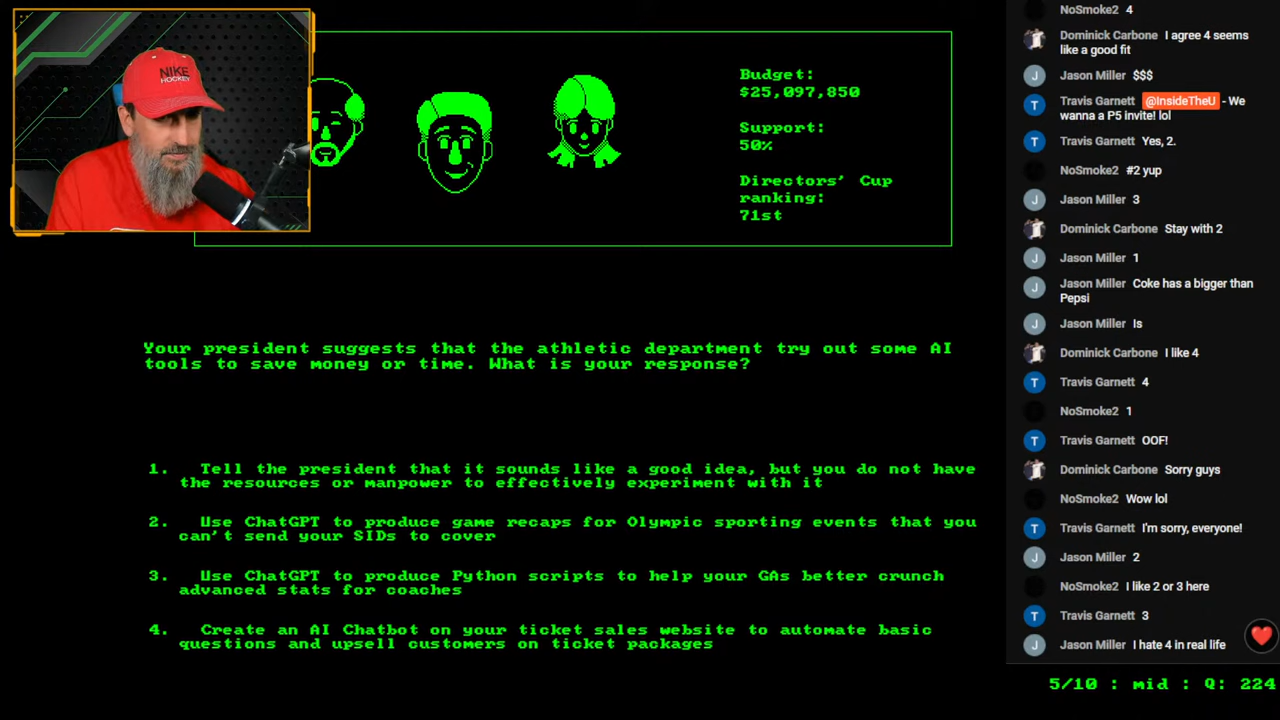 NIKE
HOCKEY
Budget:
$25,097,850
Support:
50%
Directors' Cup
ranking:
71st
Your president suggests that the athletic department try out some AI
tools to save money or time. What is your response?
1. Tell the president that it sounds like a good idea, but you do not have
the resources or manpower to effectively experiment with it
2. Use ChatGPT to produce game recaps for Olympic sporting events that you
can't send your SIDs to cover
3. Use ChatGPT to produce Python scripts to help your GAs better crunch
advanced stats for coaches
4. Create an AI Chatbot on your ticket sales website to automate basic
questions and upsell customers on ticket packages
NoSmoke2 4
Dominick Carbone I agree 4 seems
like a good fit
J Jason Miller $$$
T Travis Garnett @InsideTheU - We
wanna a P5 invite! lol
T Travis Garnett Yes, 2.
NoSmoke2 #2 yup
J Jason Miller 3
Dominick Carbone Stay with 2
J Jason Miller 1
J Jason Miller Coke has a bigger than
Pepsi
J Jason Miller Is
Dominick Carbone I like 4
T Travis Garnett 4
NoSmoke2 1
T Travis Garnett OOF!
Dominick Carbone Sorry guys
NoSmoke2 Wow lol
T Travis Garnett I'm sorry, everyone!
J Jason Miller 2
NoSmoke2 I like 2 or 3 here
T Travis Garnett 3
J Jason Miller I hate 4 in real life
5/10 : mid : Q: 224